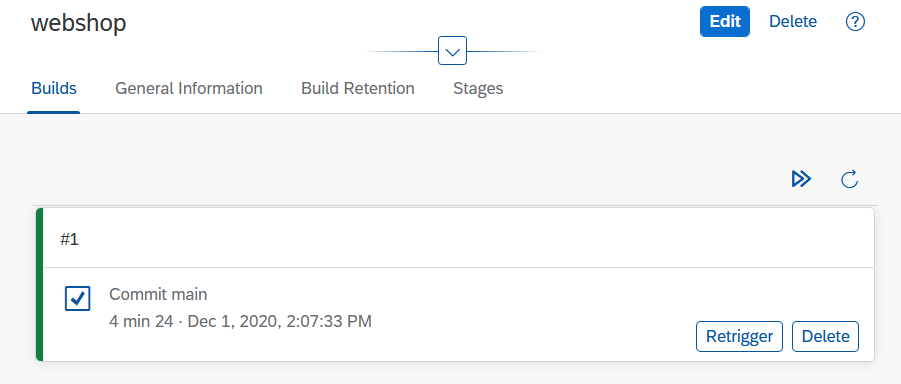 webshop
Edit Delete ?
Builds General Information Build Retention Stages
#1
Commit main
4 min 24 · Dec 1, 2020, 2:07:33 PM
Retrigger Delete